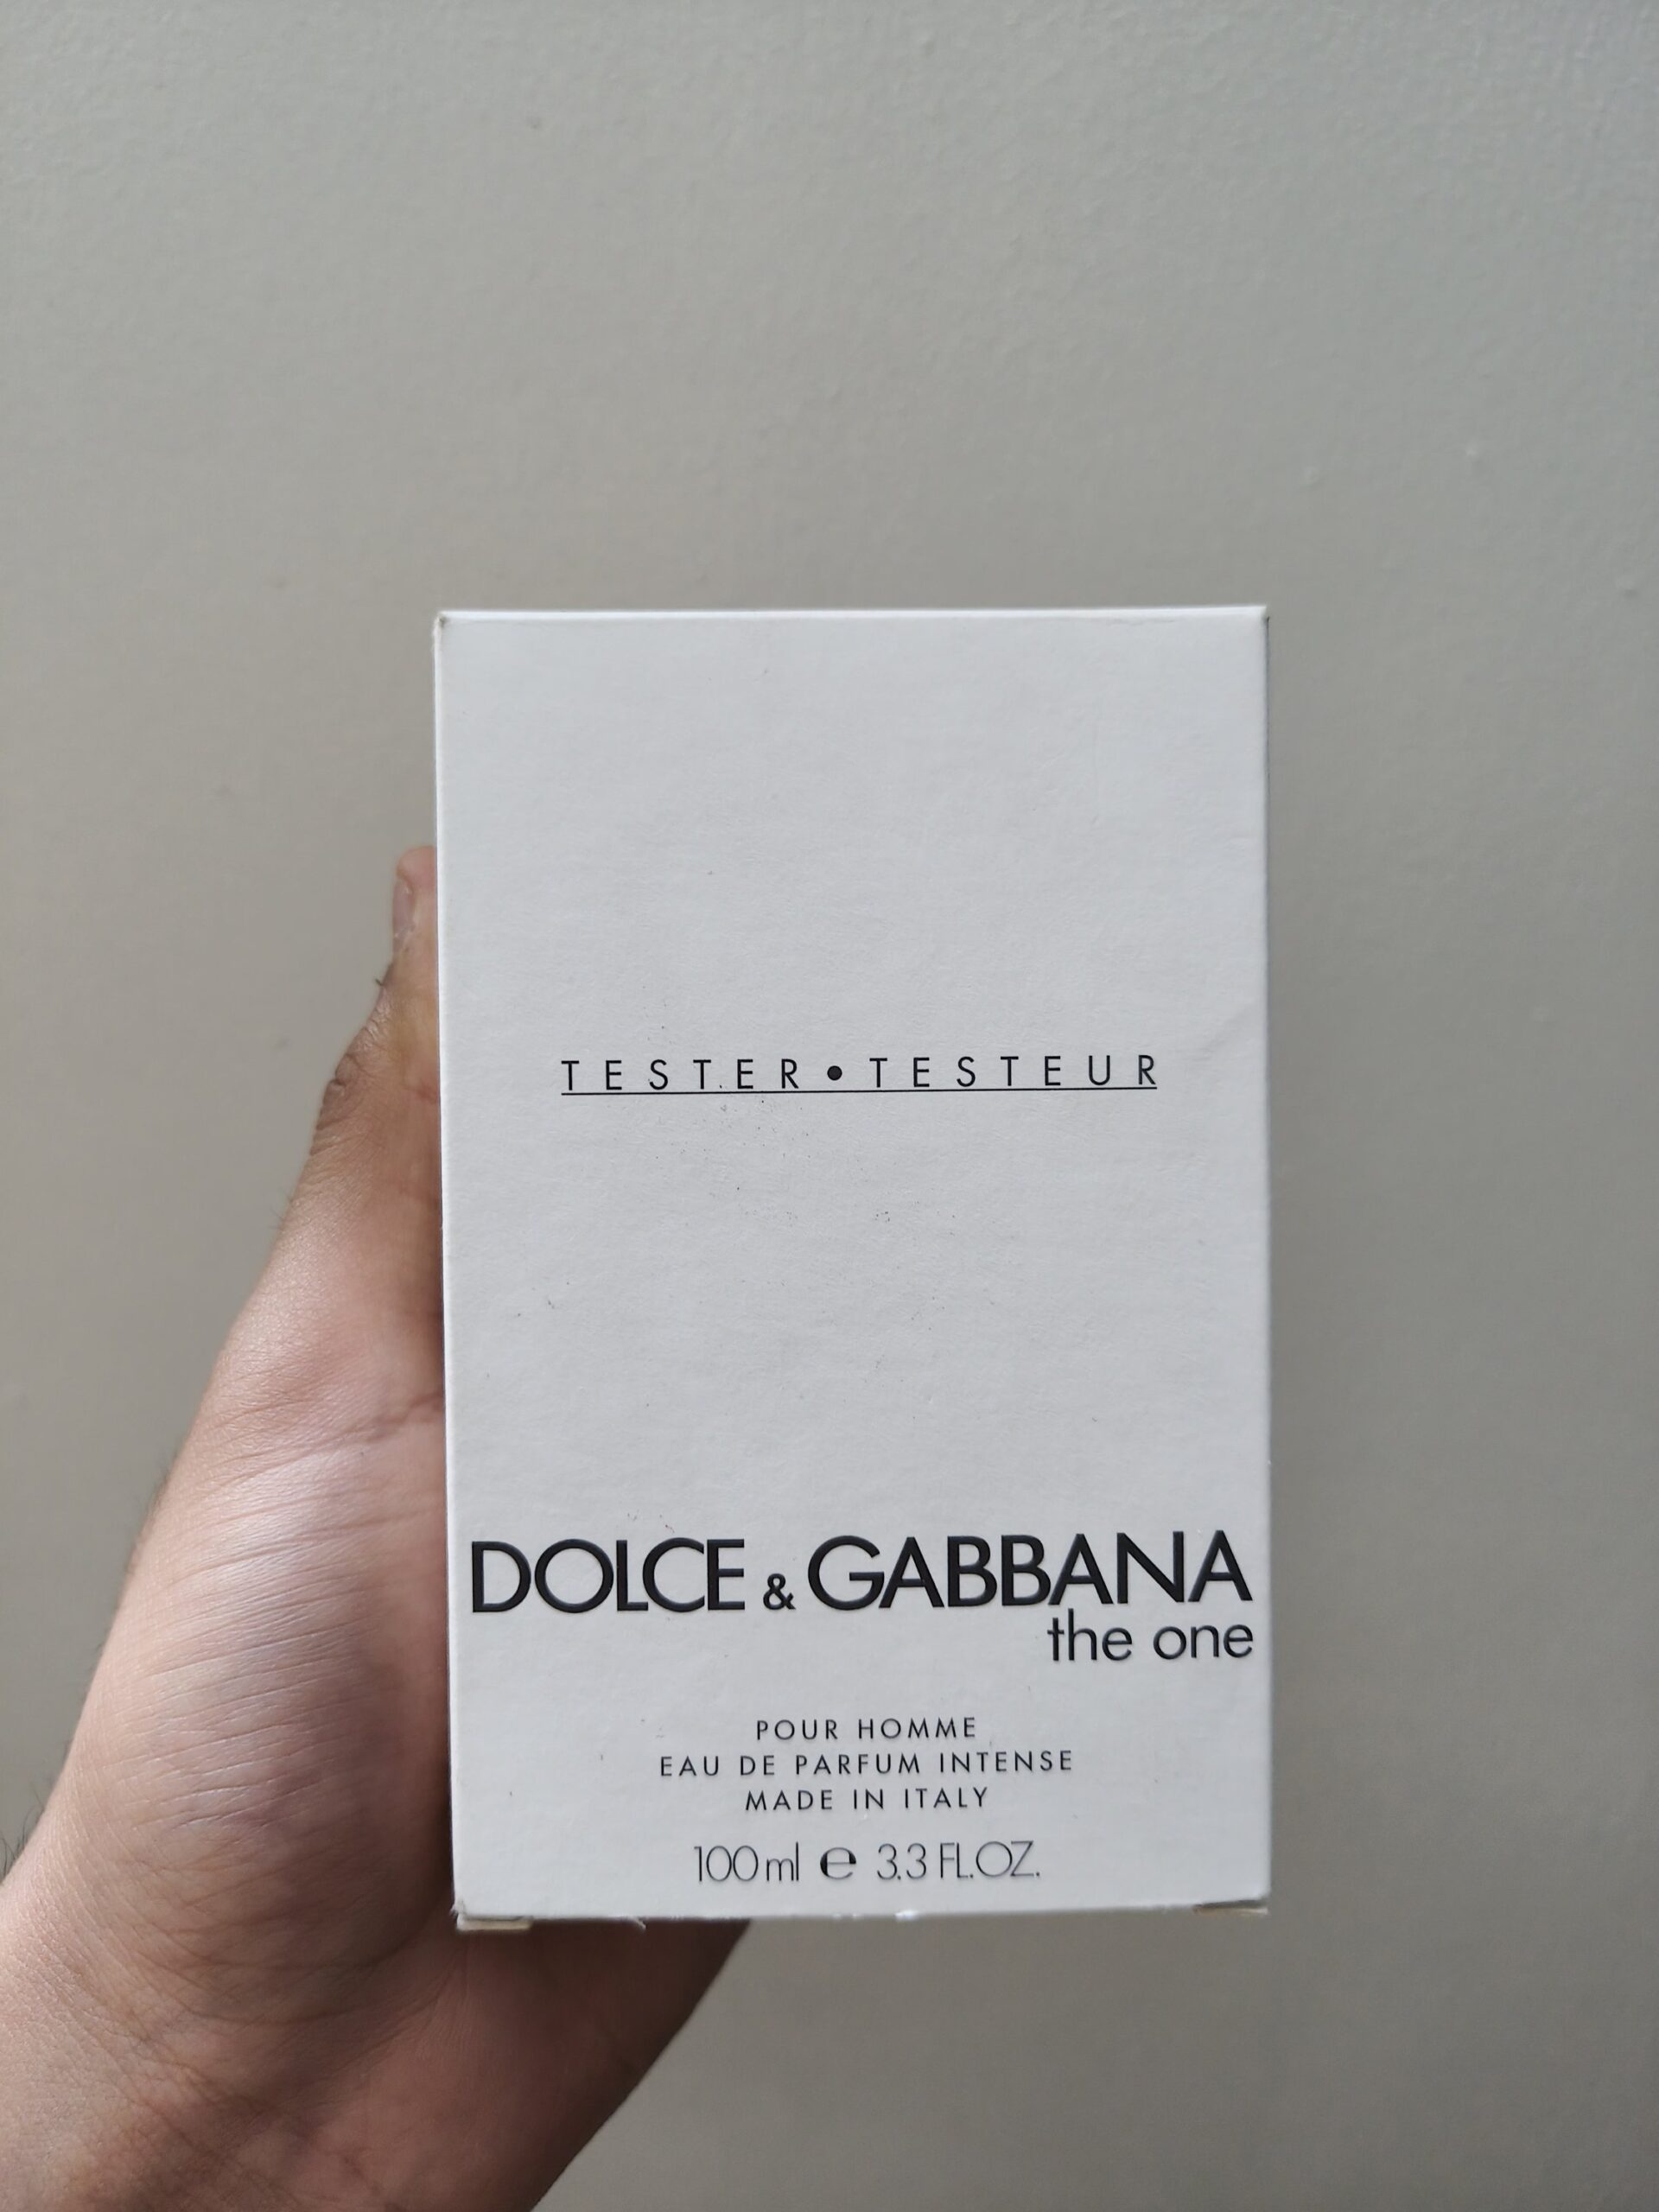 TESTER•TESTEUR
DOLCE & GABBANA
the one
POUR HOMME
EAU DE PARFUM INTENSE
MADE IN ITALY
100ml e 3.3 FL.OZ.